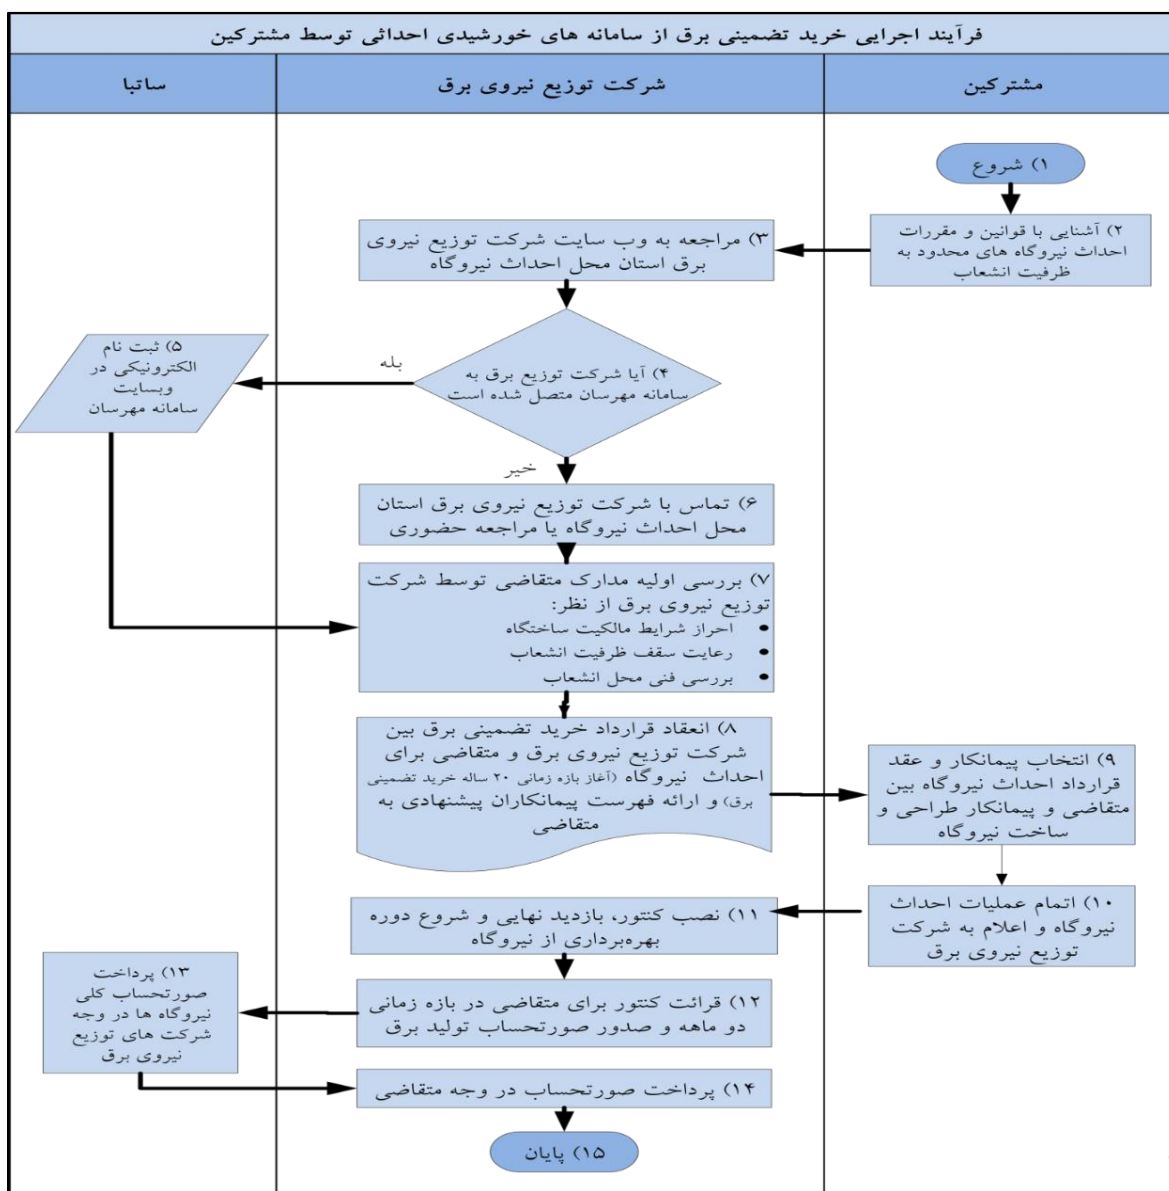 فرآیند اجرایی خرید تضمینی برق از سامانه های خورشیدی احداثی توسط مشترکین
مشترکین
شرکت توزیع نیروی برق
ساتبا
۱) شروع
۲) آشنایی با قوانین و مقررات
احداث نیروگاه های محدود به
ظرفیت انشعاب
۳) مراجعه به وب سایت شرکت توزیع نیروی
برق استان محل احداث نیروگاه
۴) آیا شرکت توزیع برق به
سامانه مهرسان متصل شده است
بله
۵) ثبت نام
الکترونیکی در
وبسایت
سامانه مهرسان
خیر
۶) تماس با شرکت توزیع نیروی برق استان
محل احداث نیروگاه یا مراجعه حضوری
۷) بررسی اولیه مدارک متقاضی توسط شرکت
توزیع نیروی برق از نظر:
• احراز شرایط مالکیت ساختگاه
• رعایت سقف ظرفیت انشعاب
• بررسی فنی محل انشعاب
۸) انعقاد قرارداد خرید تضمینی برق بین
شرکت توزیع نیروی برق و متقاضی برای
احداث نیروگاه (آغاز بازه زمانی ۲۰ ساله خرید تضمینی
برق) و ارائه فهرست پیمانکاران پیشنهادی به
متقاضی
۹) انتخاب پیمانکار و عقد
قرارداد احداث نیروگاه بین
متقاضی و پیمانکار طراحی و
ساخت نیروگاه
۱۰) اتمام عملیات احداث
نیروگاه و اعلام به شرکت
توزیع نیروی برق
۱۱) نصب کنتور، بازدید نهایی و شروع دوره
بهره‌برداری از نیروگاه
۱۲) قرائت کنتور برای متقاضی در بازه زمانی
دو ماهه و صدور صورتحساب تولید برق
۱۳) پرداخت
صورتحساب کلی
نیروگاه ها در وجه
شرکت های توزیع
نیروی برق
۱۴) پرداخت صورتحساب در وجه متقاضی
۱۵) پایان